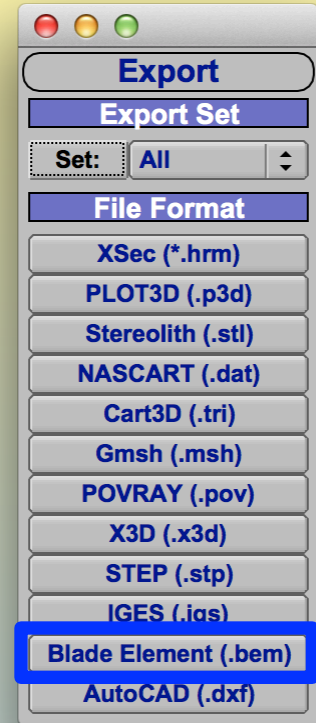 Export
Export Set
Set:
All
File Format
XSec (*.hrm)
PLOT3D (.p3d)
Stereolith (.stl)
NASCART (.dat)
Cart3D (.tri)
Gmsh (.msh)
POVRAY (.pov)
X3D (.x3d)
STEP (.stp)
IGES (.igs)
Blade Element (.bem)
AutoCAD (.dxf)